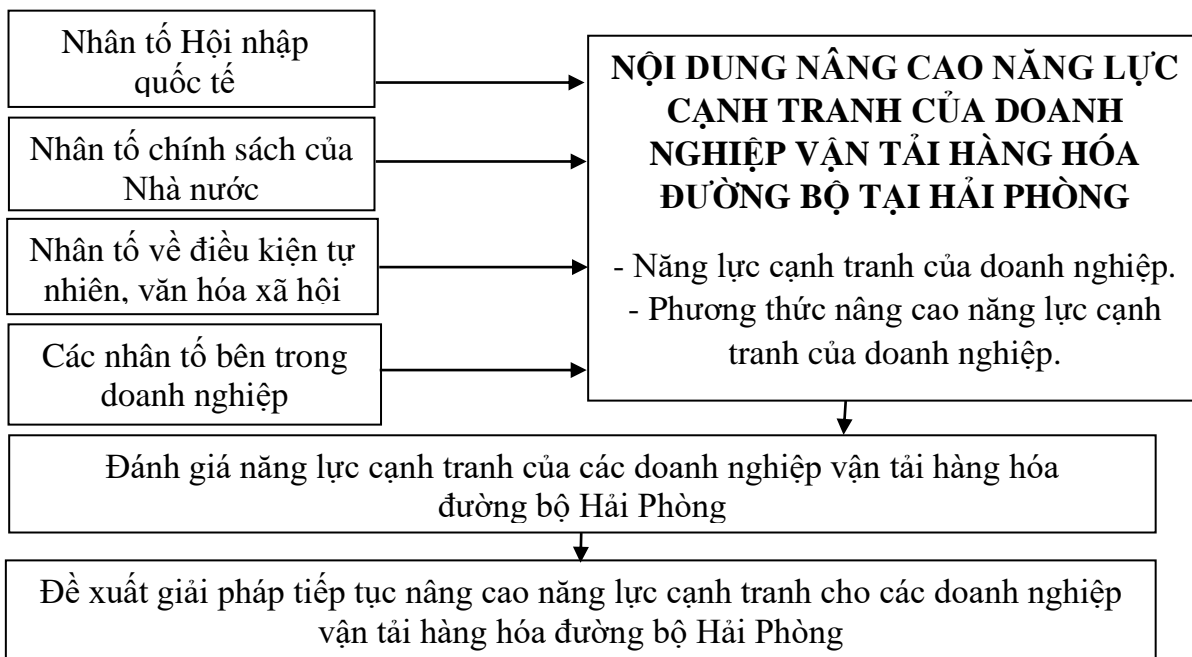 Nhân tố Hội nhập
quốc tế
Nhân tố chính sách của
Nhà nước
Nhân tố về điều kiện tự
nhiên, văn hóa xã hội
Các nhân tố bên trong
doanh nghiệp
NỘI DUNG NÂNG CAO NĂNG LỰC
CẠNH TRANH CỦA DOANH
NGHIỆP VẬN TẢI HÀNG HÓA
ĐƯỜNG BỘ TẠI HẢI PHÒNG
- Năng lực cạnh tranh của doanh nghiệp.
- Phương thức nâng cao năng lực cạnh
tranh của doanh nghiệp.
Đánh giá năng lực cạnh tranh của các doanh nghiệp vận tải hàng hóa
đường bộ Hải Phòng
Đề xuất giải pháp tiếp tục nâng cao năng lực cạnh tranh cho các doanh nghiệp
vận tải hàng hóa đường bộ Hải Phòng